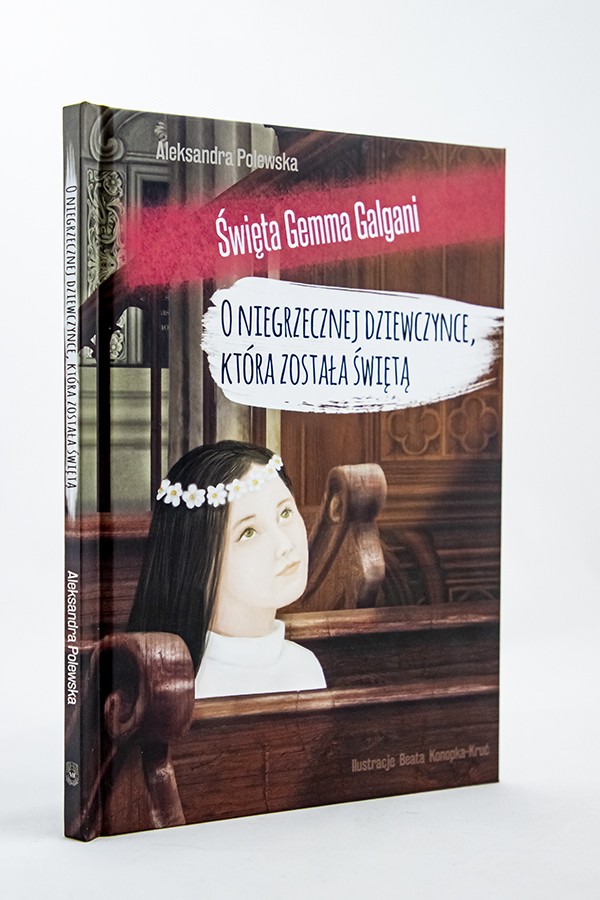 Aleksandra Polewska
Święta Gemma Galgani
O NIEGRZECZNEJ DZIEWCZYNCE,
KTÓRA ZOSTAŁA ŚWIĘTĄ
Ilustracje Beata Konopka-Kruć
O NIEGRZECZNEJ DZIEWCZYNCE, KTÓRA ZOSTAŁA ŚWIĘTĄ
Aleksandra Polewska